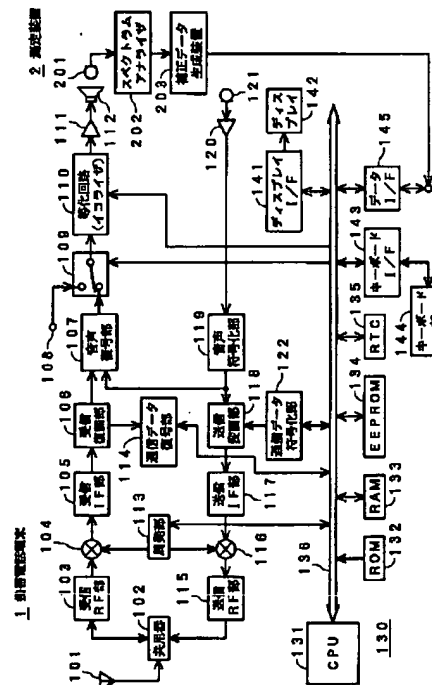 1 携帯電話端末
2 測定装置
101
共用器
102
受信
RF部
103
104
受信
IF部
105
受信
復調部
106
音声
復号部
107
108
109
等化回路
(イコライザ)
110
111
112
201
スペクトラム
アナライザ
202
補正データ
生成装置
203
局発部
113
通信データ
復号部
114
送信
RF部
115
116
送信
IF部
117
送信
変調部
118
音声
符号化部
119
120
121
通信データ
符号化部
122
ディスプレイ
I/F
141
ディスプレイ
142
CPU
131
130
136
ROM
132
RAM
133
EEPROM
134
RTC
135
キーボード
I/F
143
キーボード
144
データ
I/F
145